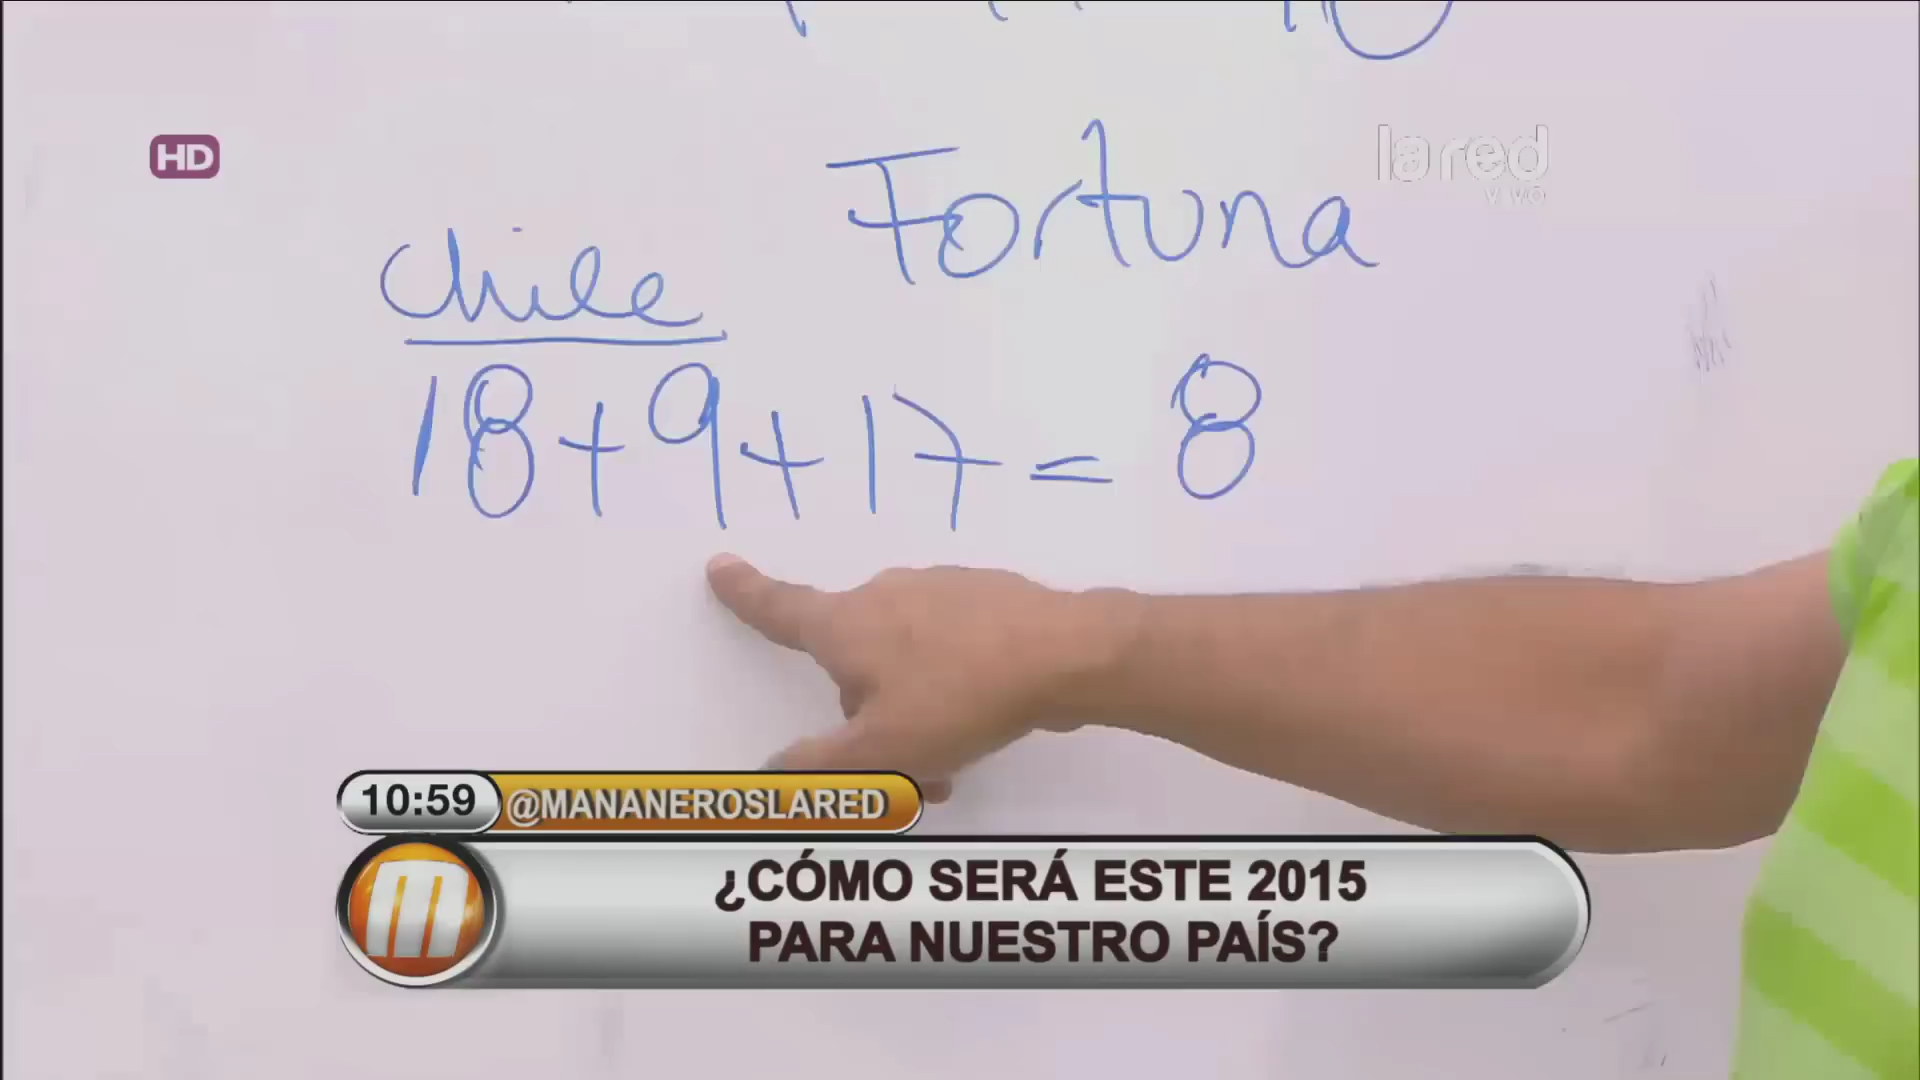 HD
la red
vivo
Fortuna
Chile
18+9+17=8
10:59
@MANANEROSLARED
¿CÓMO SERÁ ESTE 2015
PARA NUESTRO PAÍS?